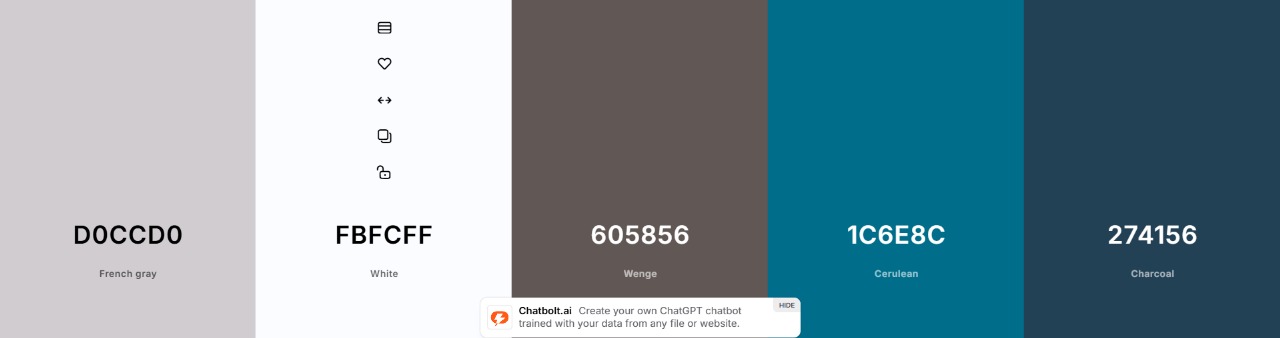 D0CCD0
French gray
FBFCFF
White
605856
Wenge
1C6E8C
Cerulean
274156
Charcoal
HIDE
Chatbolt.ai Create your own ChatGPT chatbot
trained with your data from any file or website.